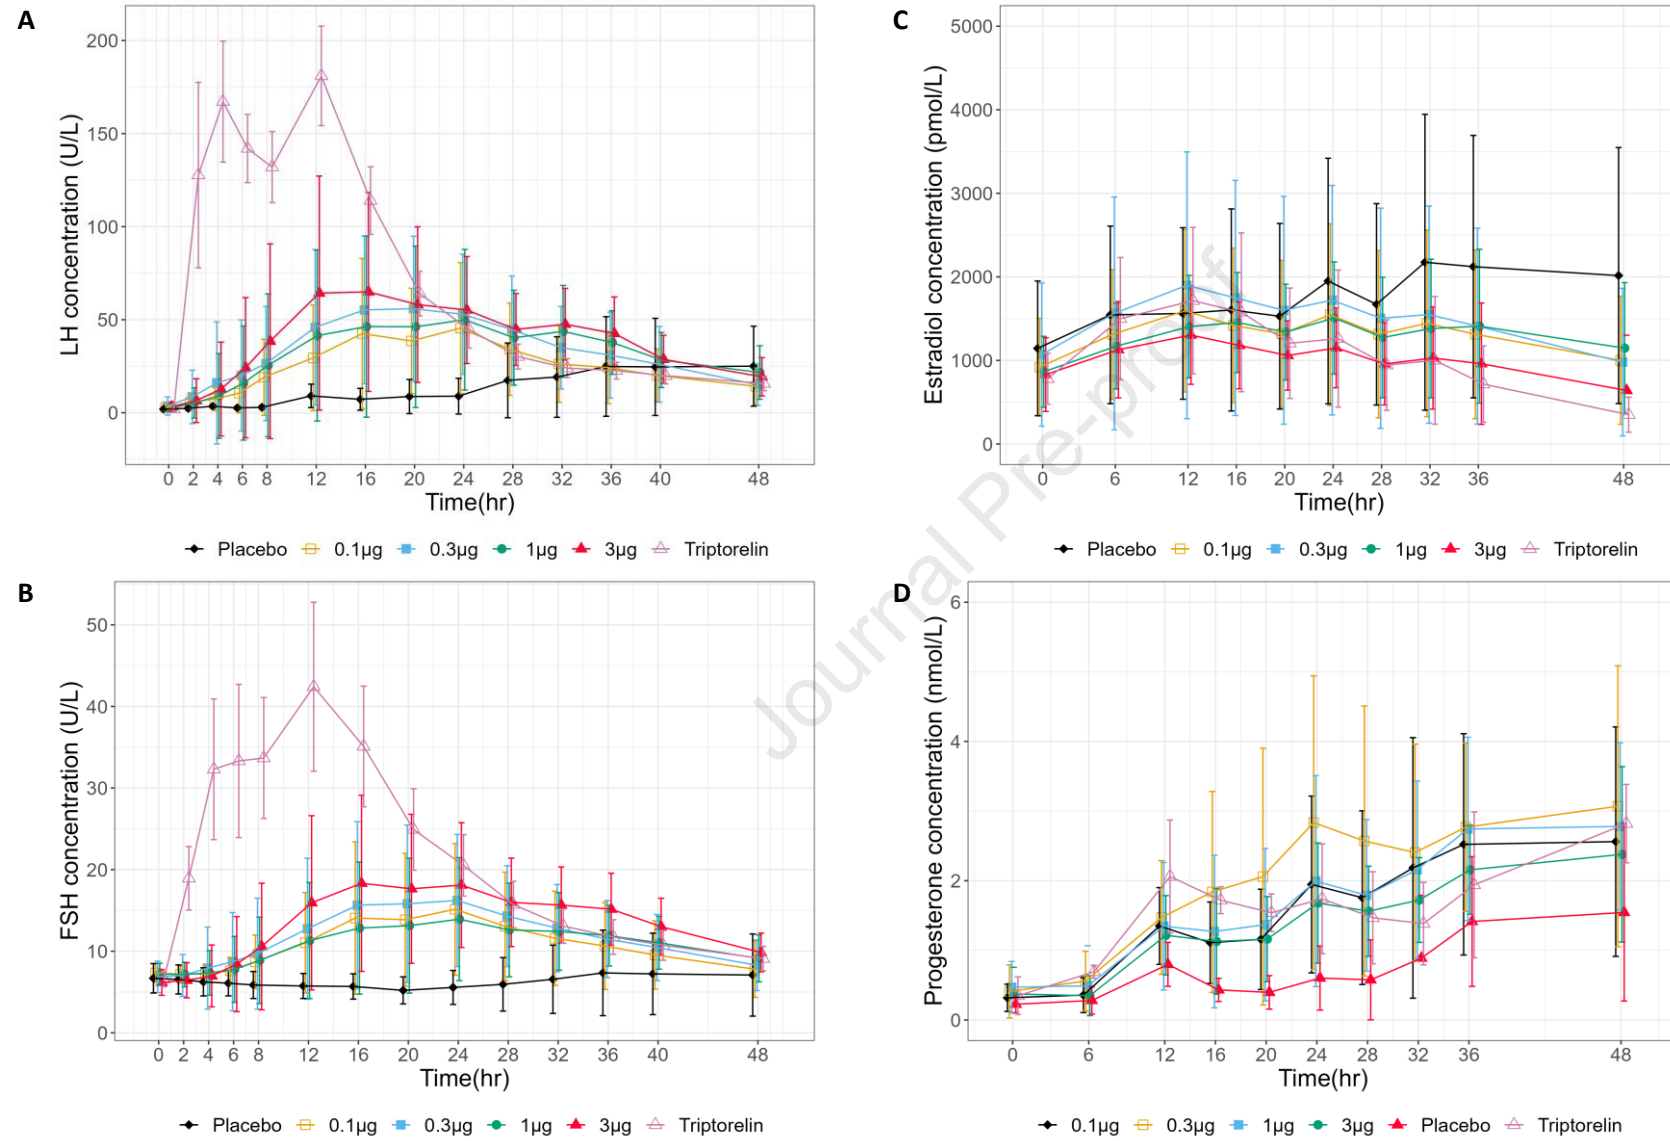 A
LH concentration (U/L)
200
150
100
50
0
0 2 4 6 8 12 16 20 24 28 32 36 40 48
Time(hr)
Placebo 0.1µg 0.3µg 1µg 3µg Triptorelin
C
Estradiol concentration (pmol/L)
5000
4000
3000
2000
1000
0
0 6 12 16 20 24 28 32 36 48
Time(hr)
Placebo 0.1µg 0.3µg 1µg 3µg Triptorelin
Journal Pre-proof
B
FSH concentration (U/L)
50
40
30
20
10
0
0 2 4 6 8 12 16 20 24 28 32 36 40 48
Time(hr)
Placebo 0.1µg 0.3µg 1µg 3µg Triptorelin
D
Progesterone concentration (nmol/L)
6
4
2
0
0 6 12 16 20 24 28 32 36 48
Time(hr)
0.1µg 0.3µg 1µg 3µg Placebo Triptorelin